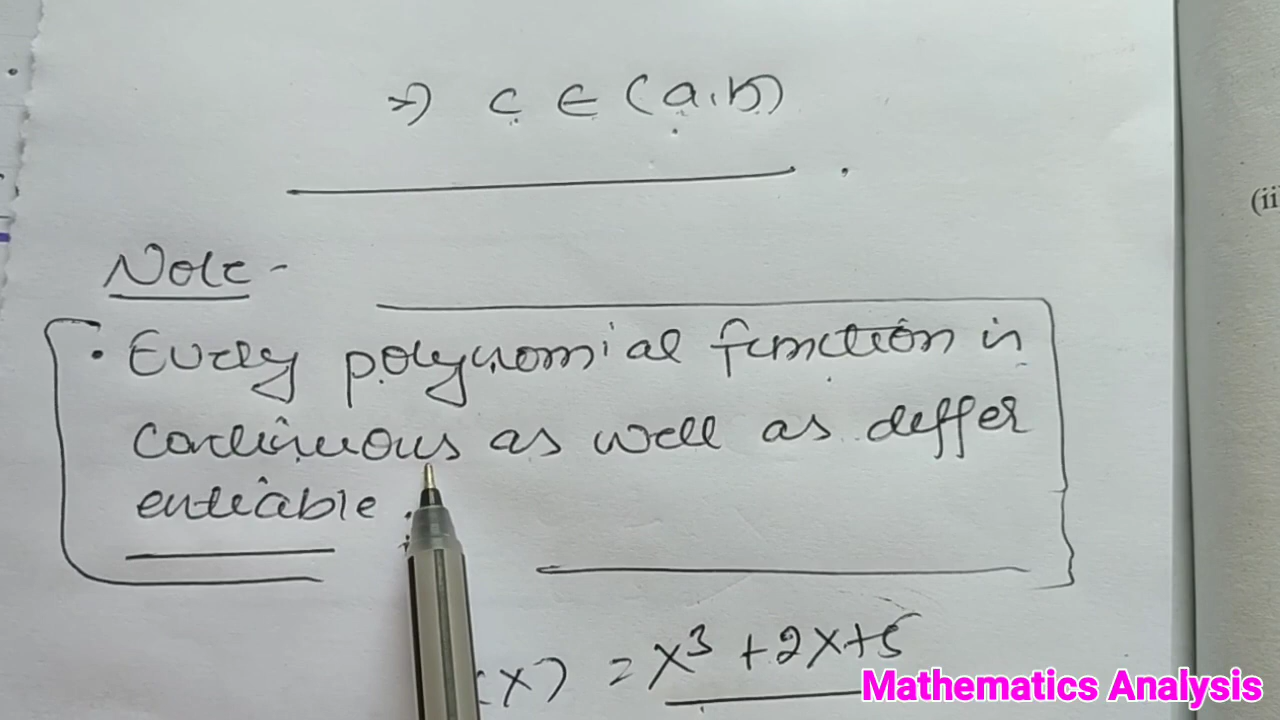 ⇒ c ∈ (a, b)
(ii
Note -
• Every polynomial function is
continuous as well as differ
entiable.
(x) = x³ + 2x + 5
Mathematics Analysis